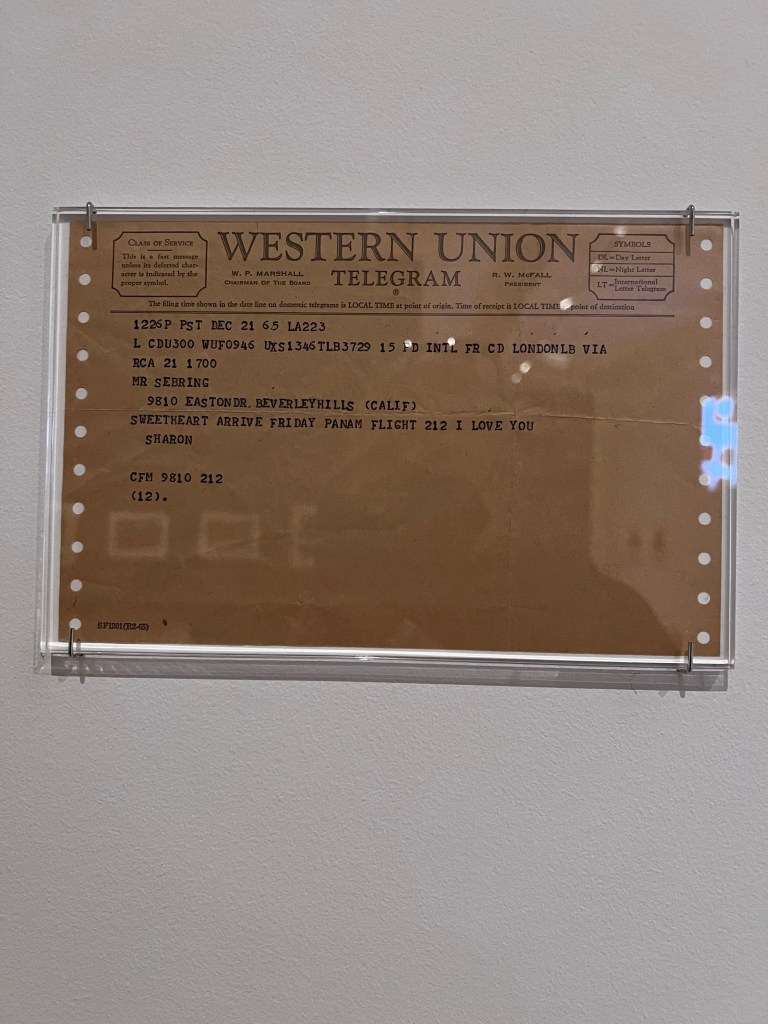 CLASS OF SERVICE
This is a fast message
unless its deferred char-
acter is indicated by the
proper symbol.
WESTERN UNION
TELEGRAM
®
W. P. MARSHALL
CHAIRMAN OF THE BOARD
R. W. McFALL
PRESIDENT
SYMBOLS
DL=Day Letter
NL=Night Letter
LT=International Letter Telegram
The filing time shown in the date line on domestic telegrams is LOCAL TIME at point of origin. Time of receipt is LOCAL TIME at point of destination
1226P PST DEC 21 65 LA223
L CDU300 WUF0946 UXS1346TLB3729 15 PD INTL FR CD LONDONLB VIA
RCA 21 1700
MR SEBRING
9810 EASTONDR BEVERLEYHILLS (CALIF)
SWEETHEART ARRIVE FRIDAY PANAM FLIGHT 212 I LOVE YOU
SHARON
CFM 9810 212
(12).
SF1201(R2-65)